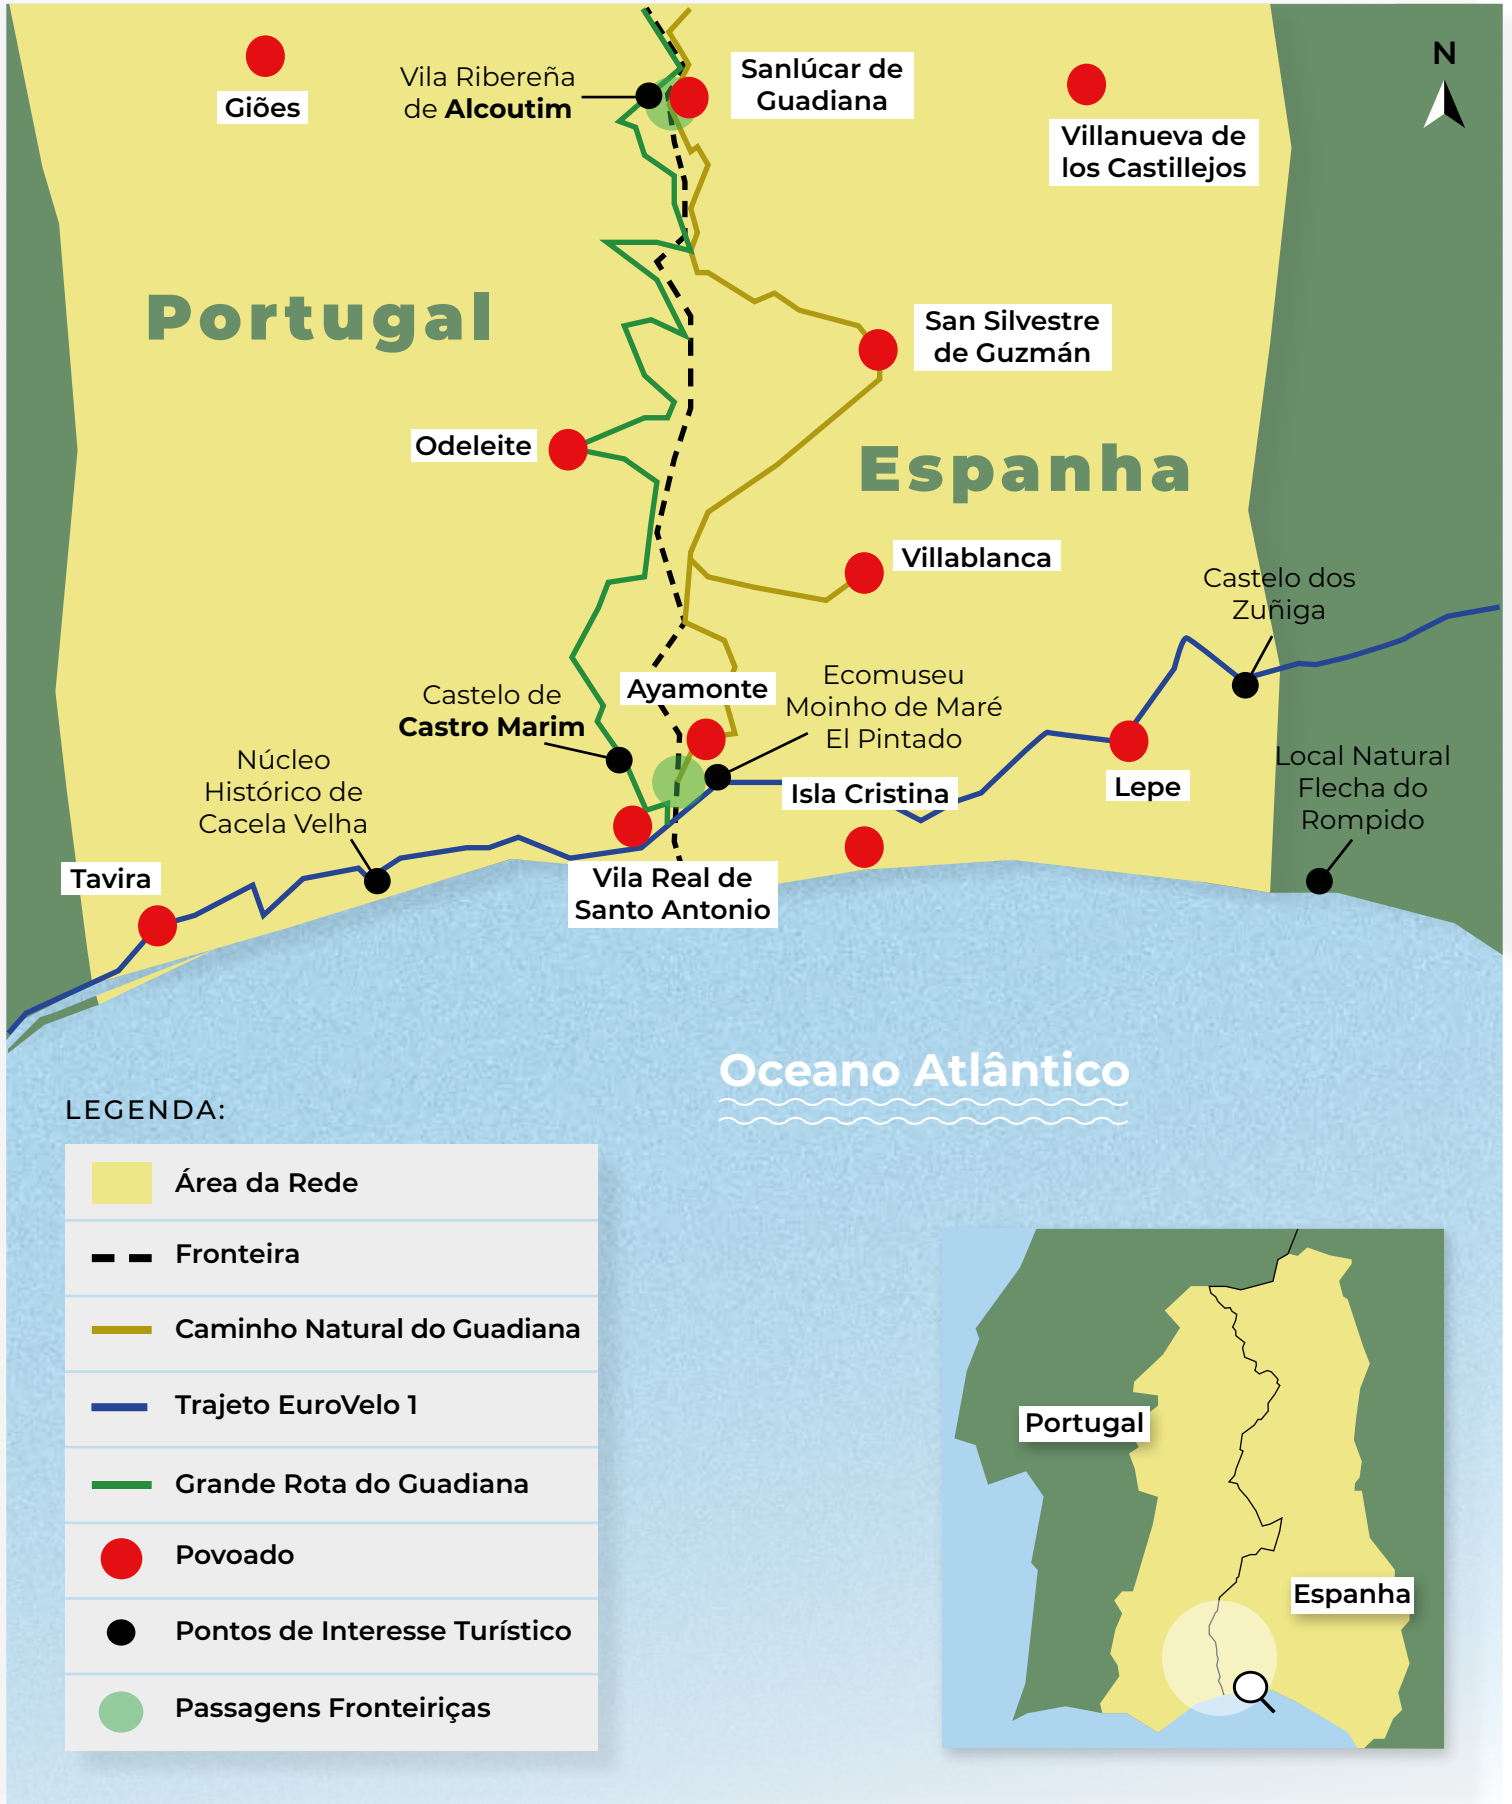 N
Giões
Vila Ribereña
de Alcoutim
Sanlúcar de
Guadiana
Villanueva de
los Castillejos
Portugal
San Silvestre
de Guzmán
Odeleite
Espanha
Villablanca
Castelo dos
Zuñiga
Ayamonte
Castelo de
Castro Marim
Ecomuseu
Moinho de Maré
El Pintado
Núcleo
Histórico de
Cacela Velha
Isla Cristina
Lepe
Local Natural
Flecha do
Rompido
Tavira
Vila Real de
Santo Antonio
Oceano Atlântico
LEGENDA:
Área da Rede
Fronteira
Caminho Natural do Guadiana
Trajeto EuroVelo 1
Grande Rota do Guadiana
Povoado
Pontos de Interesse Turístico
Passagens Fronteiriças
Portugal
Espanha